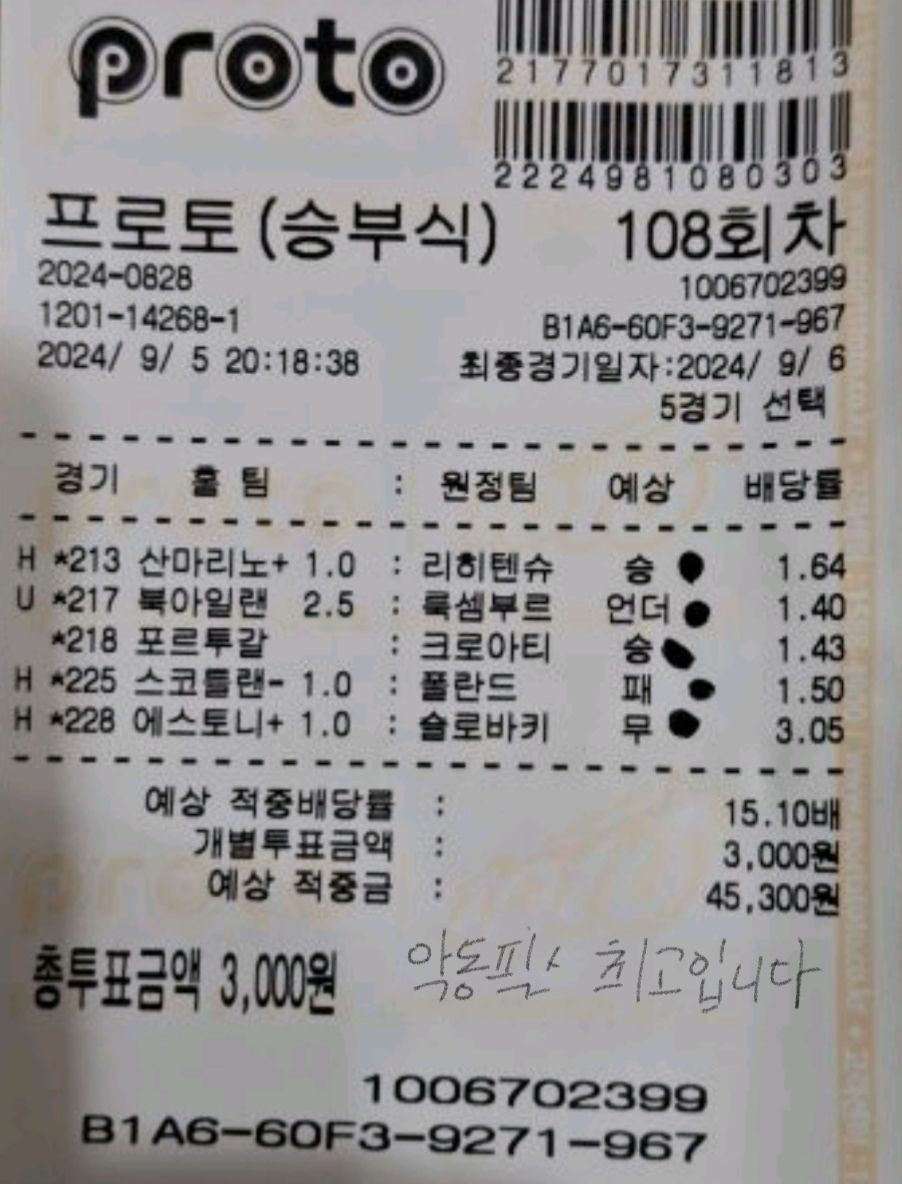 proto
2177017311813
2224981080303
프로토(승부식) 108회차
2024-0828 1006702399
1201-14268-1 B1A6-60F3-9271-967
2024/ 9/ 5 20:18:38 최종경기일자:2024/ 9/ 6
5경기 선택
경기 홈 팀 : 원정팀 예상 배당률
H *213 산마리노+ 1.0 : 리히텐슈 승 1.64
U *217 북아일랜 2.5 : 룩셈부르 언더 1.40
*218 포르투갈 : 크로아티 승 1.43
H *225 스코틀랜- 1.0 : 폴란드 패 1.50
H *228 에스토니+ 1.0 : 슬로바키 무 3.05
예상 적중배당률 : 15.10배
개별투표금액 : 3,000원
예상 적중금 : 45,300원
총투표금액 3,000원 악동픽스 최고입니다
1006702399
B1A6-60F3-9271-967